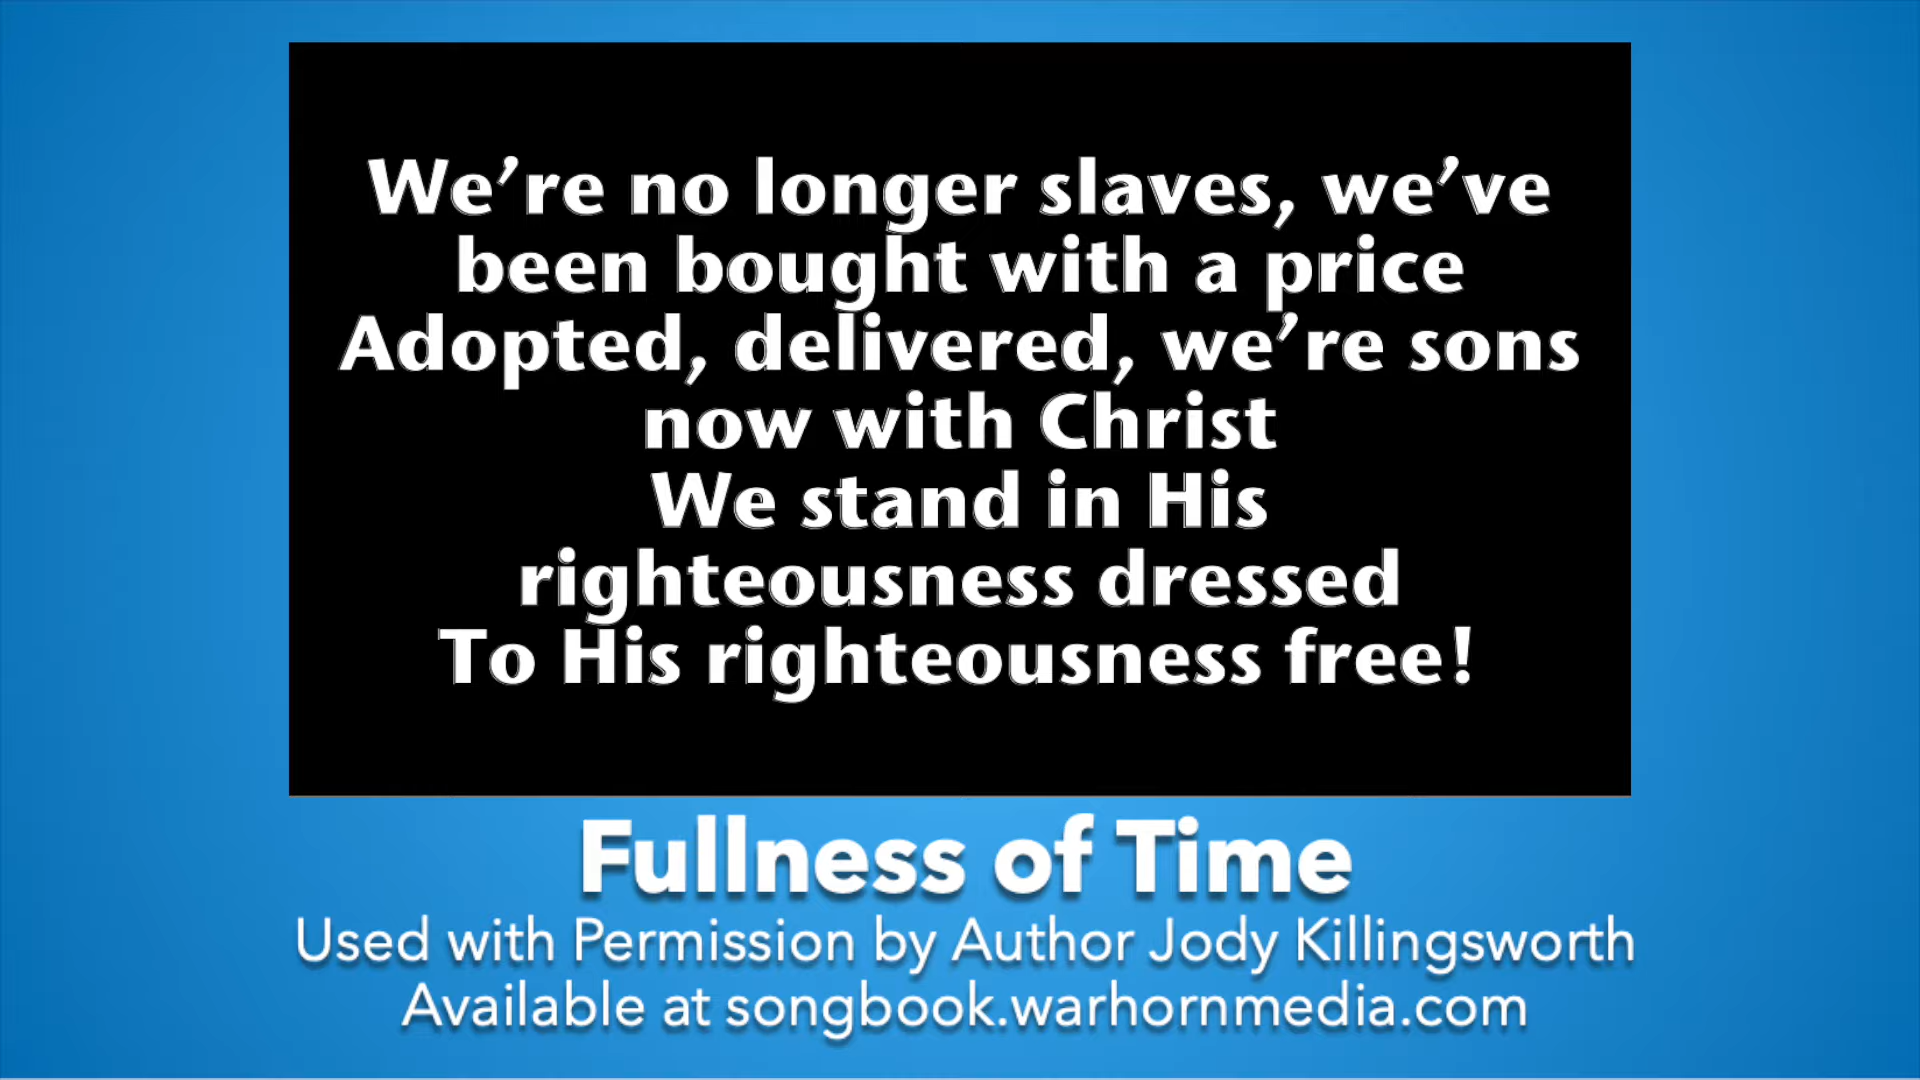 We’re no longer slaves, we’ve
been bought with a price
Adopted, delivered, we’re sons
now with Christ
We stand in His
righteousness dressed
To His righteousness free!
Fullness of Time
Used with Permission by Author Jody Killingsworth
Available at songbook.warhornmedia.com